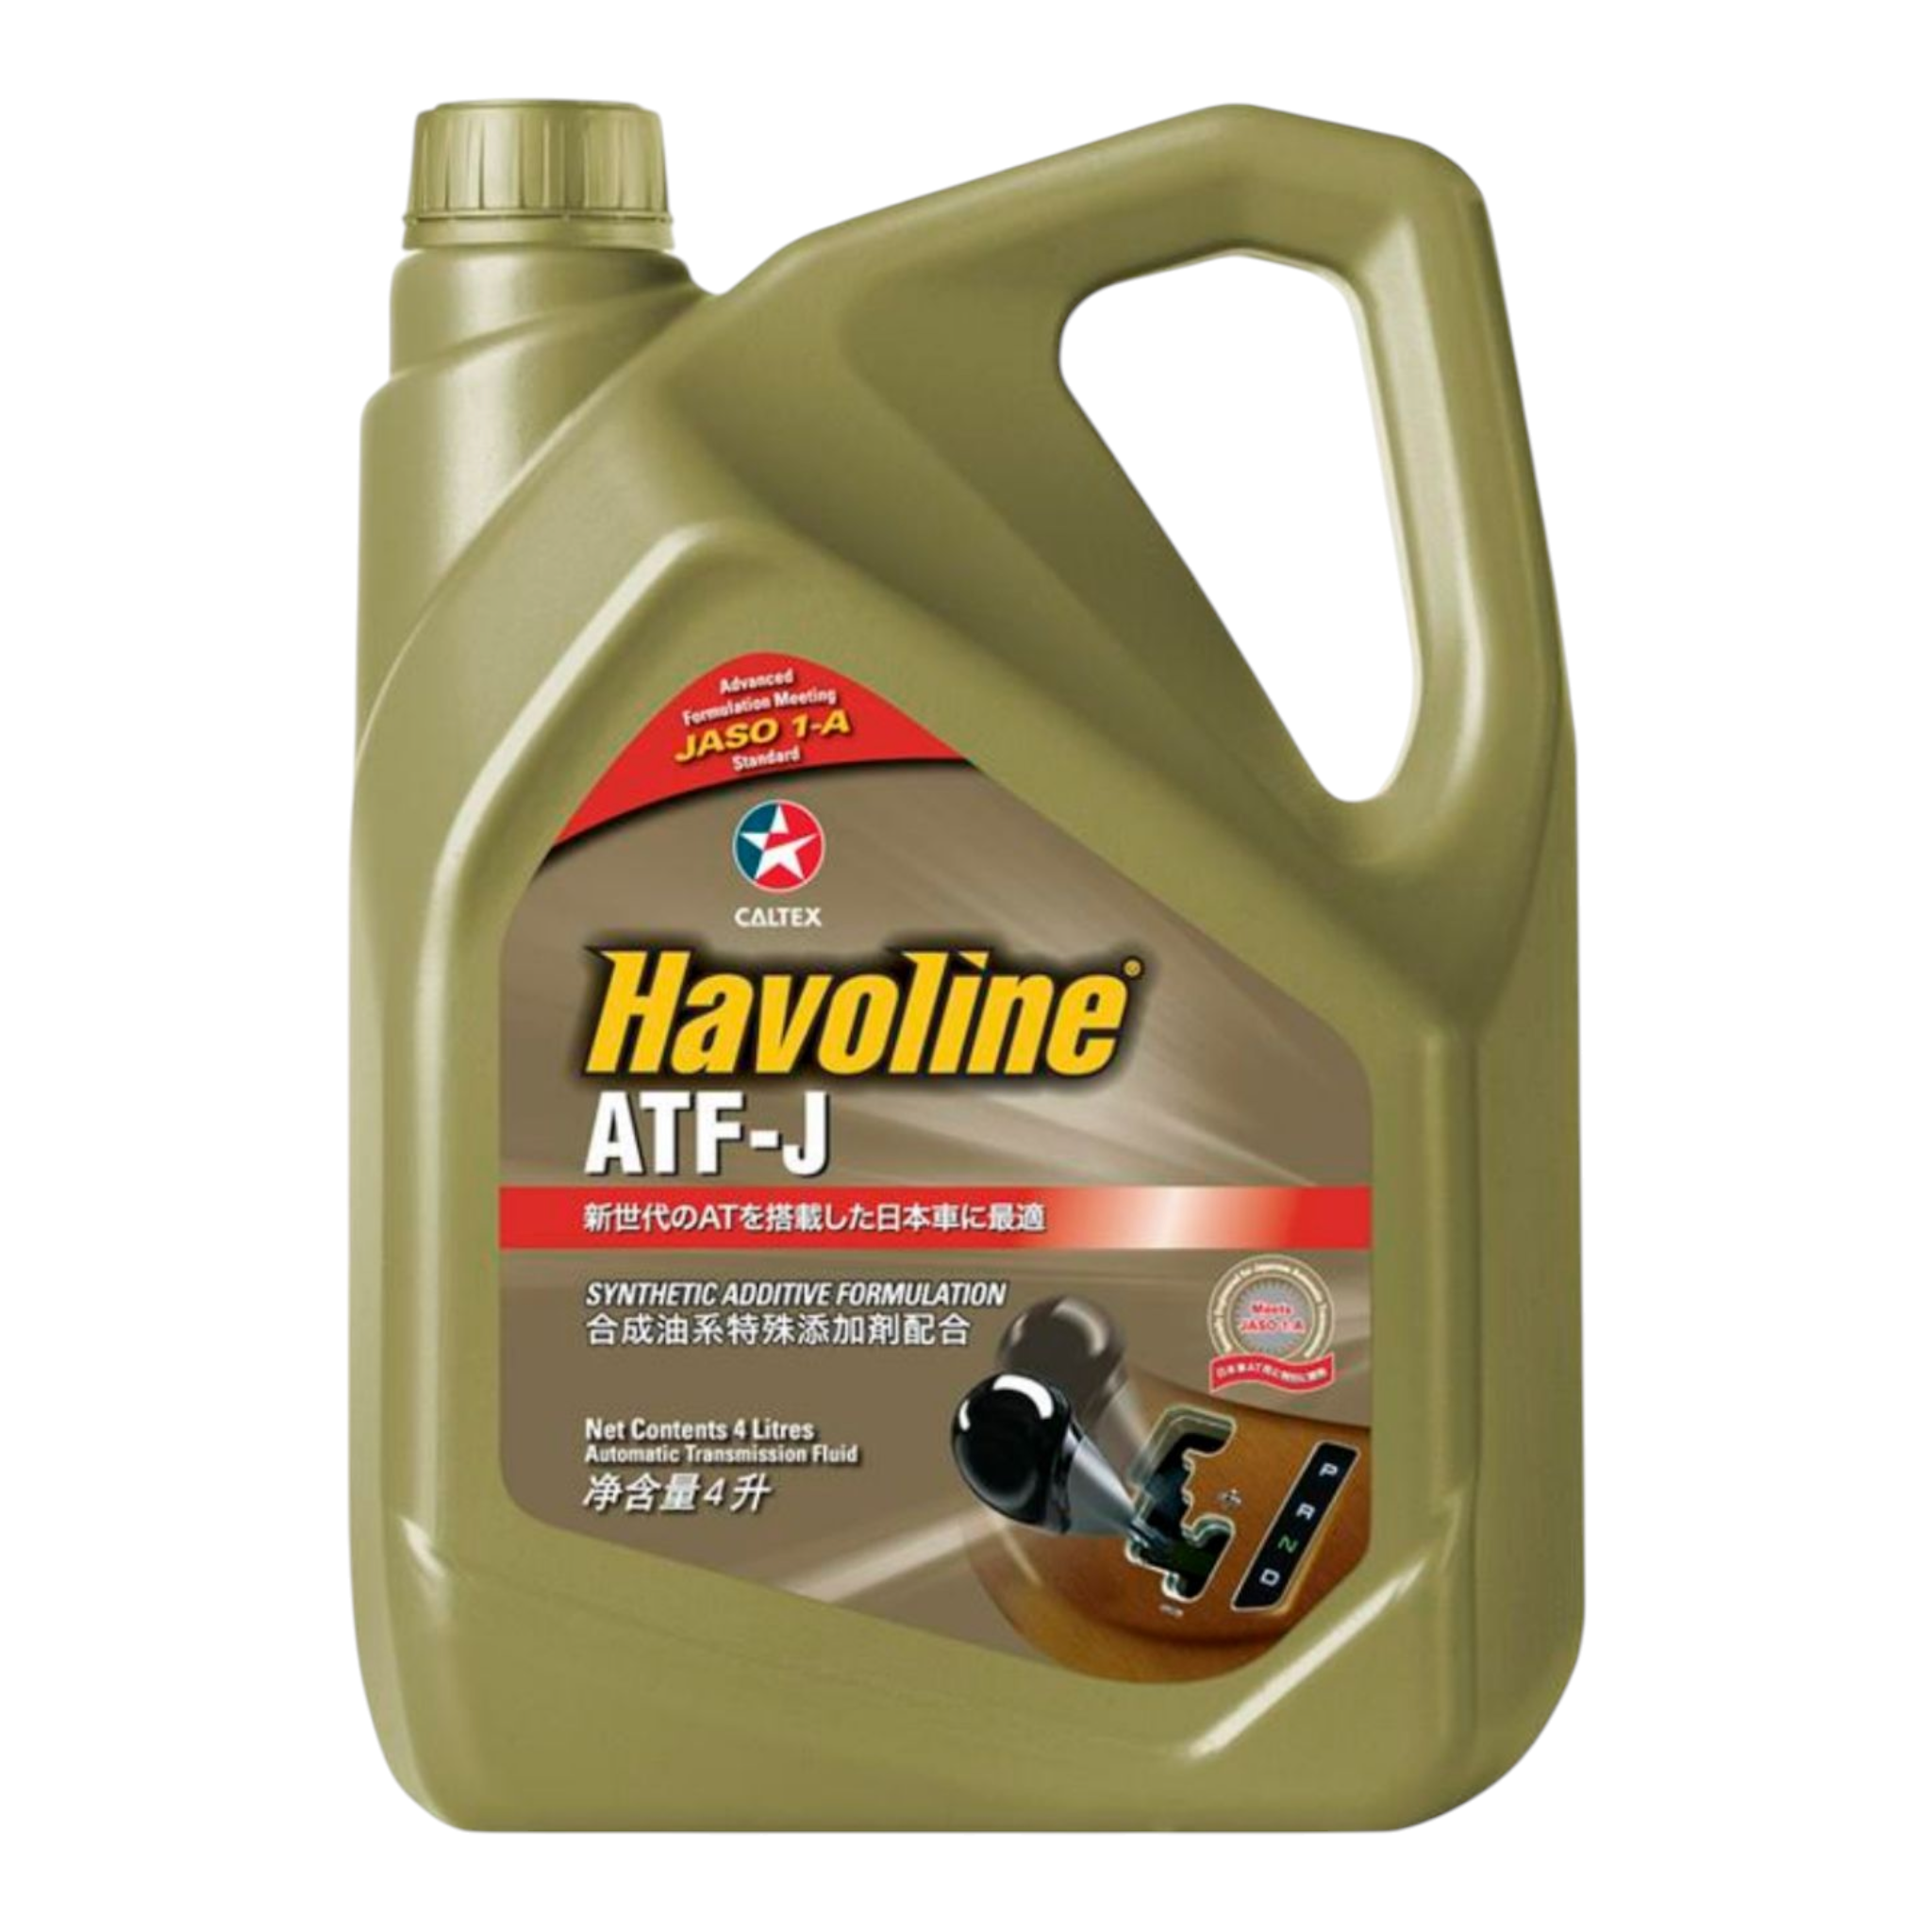 Advanced
Formulation Meeting
JASO 1-A
Standard
CALTEX
Havoline®
ATF-J
新世代のATを搭載した日本車に最適
SYNTHETIC ADDITIVE FORMULATION
合成油系特殊添加剤配合
Meets
JASO 1-A
Net Contents 4 Litres
Automatic Transmission Fluid
净含量4升
P
R
N
D